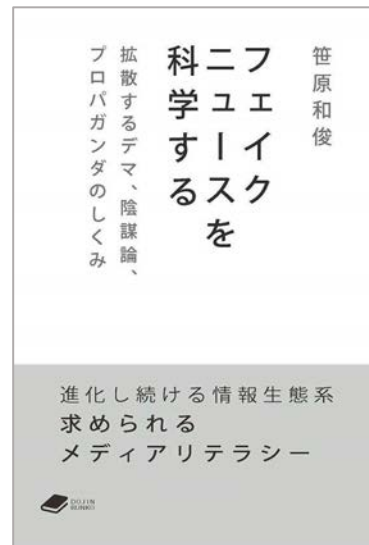 笹原和俊
フェイク
ニュースを
科学する
拡散するデマ、陰謀論、
プロパガンダのしくみ
進化し続ける情報生態系
求められる
メディアリテラシー
DOJIN
BUNKO